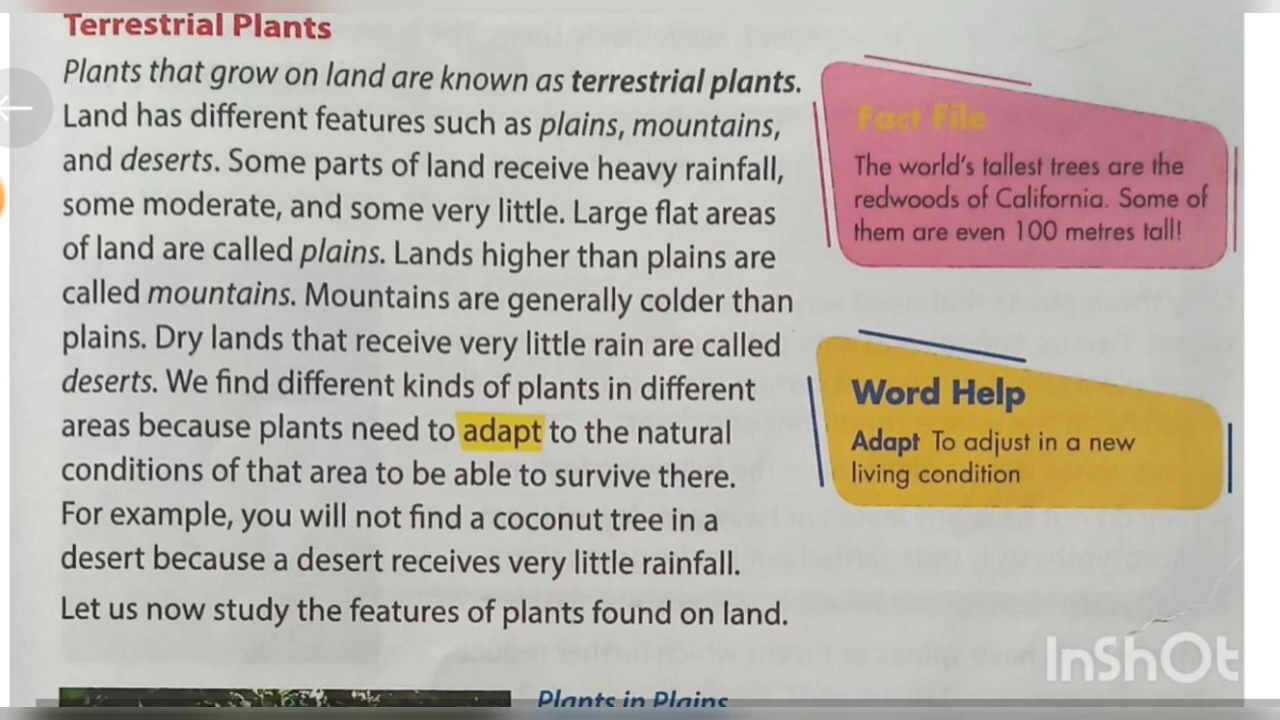 Terrestrial Plants
Plants that grow on land are known as terrestrial plants.
Land has different features such as plains, mountains,
and deserts. Some parts of land receive heavy rainfall,
some moderate, and some very little. Large flat areas
of land are called plains. Lands higher than plains are
called mountains. Mountains are generally colder than
plains. Dry lands that receive very little rain are called
deserts. We find different kinds of plants in different
areas because plants need to adapt to the natural
conditions of that area to be able to survive there.
For example, you will not find a coconut tree in a
desert because a desert receives very little rainfall.
Let us now study the features of plants found on land.
Plants in Plains
Fact File
The world's tallest trees are the
redwoods of California. Some of
them are even 100 metres tall!
Word Help
Adapt To adjust in a new
living condition
InShOt